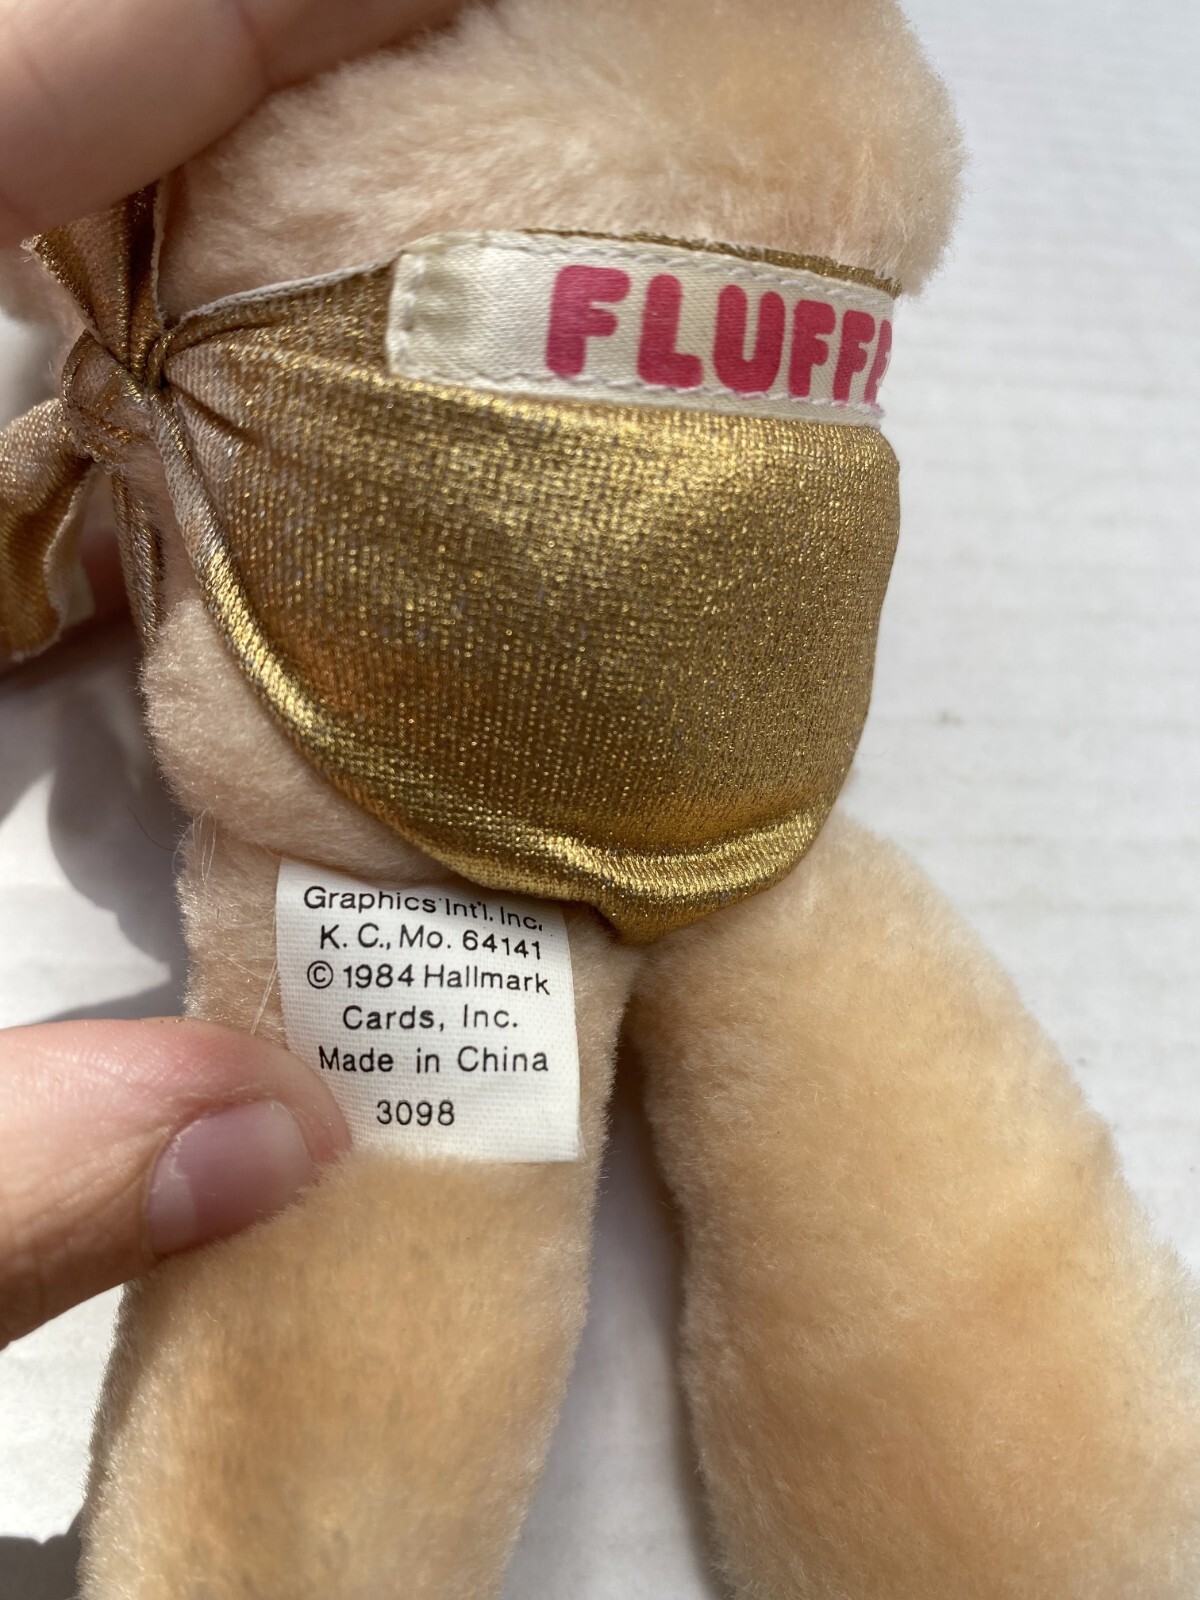 FLUFFE
Graphics Int'l. Inc.
K. C., Mo. 64141
© 1984 Hallmark
Cards, Inc.
Made in China
3098